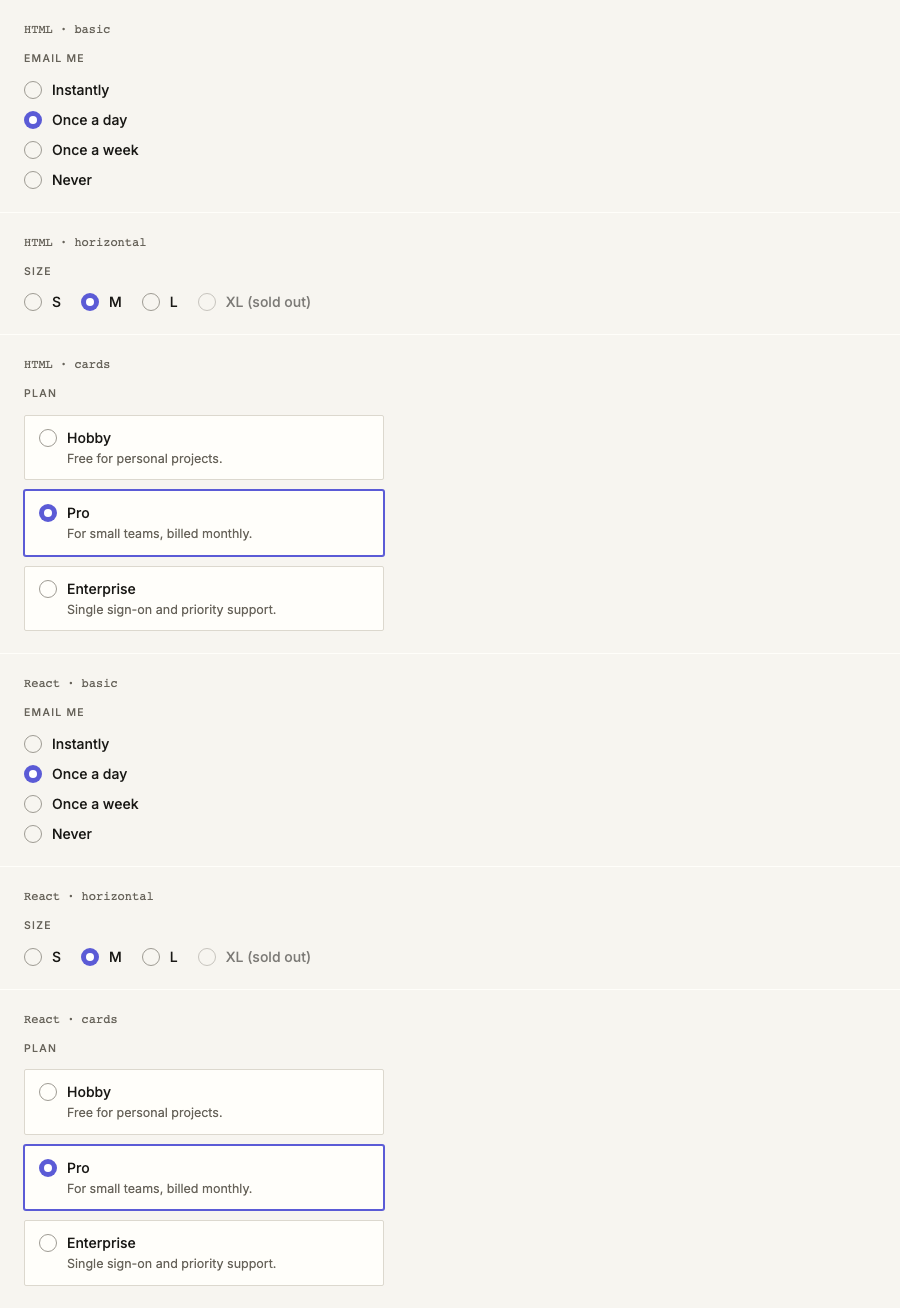 HTML · basic
EMAIL ME
Instantly
Once a day
Once a week
Never
HTML · horizontal
SIZE
S M L XL (sold out)
HTML · cards
PLAN
Hobby
Free for personal projects.
Pro
For small teams, billed monthly.
Enterprise
Single sign-on and priority support.
React · basic
EMAIL ME
Instantly
Once a day
Once a week
Never
React · horizontal
SIZE
S M L XL (sold out)
React · cards
PLAN
Hobby
Free for personal projects.
Pro
For small teams, billed monthly.
Enterprise
Single sign-on and priority support.